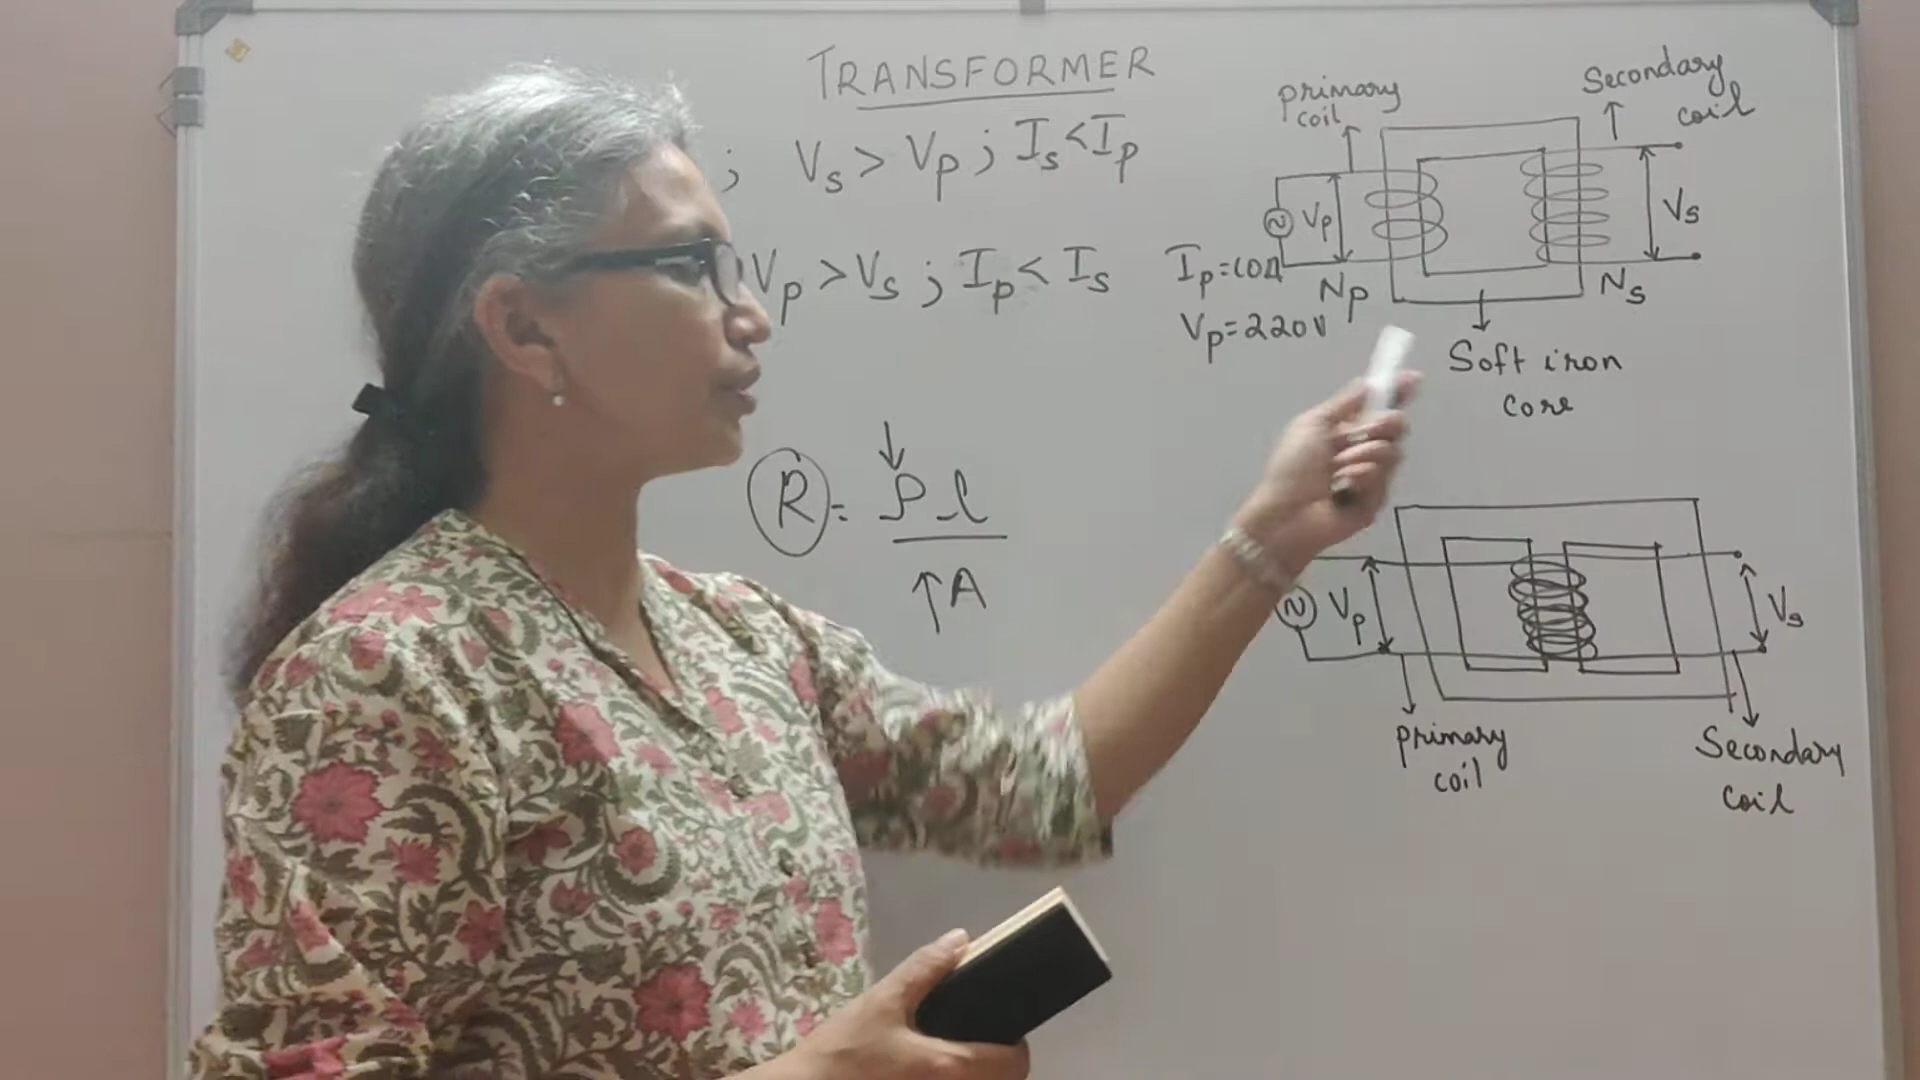 TRANSFORMER
; Vs > Vp ; Is < Ip
Vp > Vs ; Ip < Is
R = ρl
↑A
primary
coil
Secondary
coil
Vp
Vs
Ip = 10A
Vp = 220V
Np
Ns
Soft iron
core
Vp
Vs
primary
coil
Secondary
coil